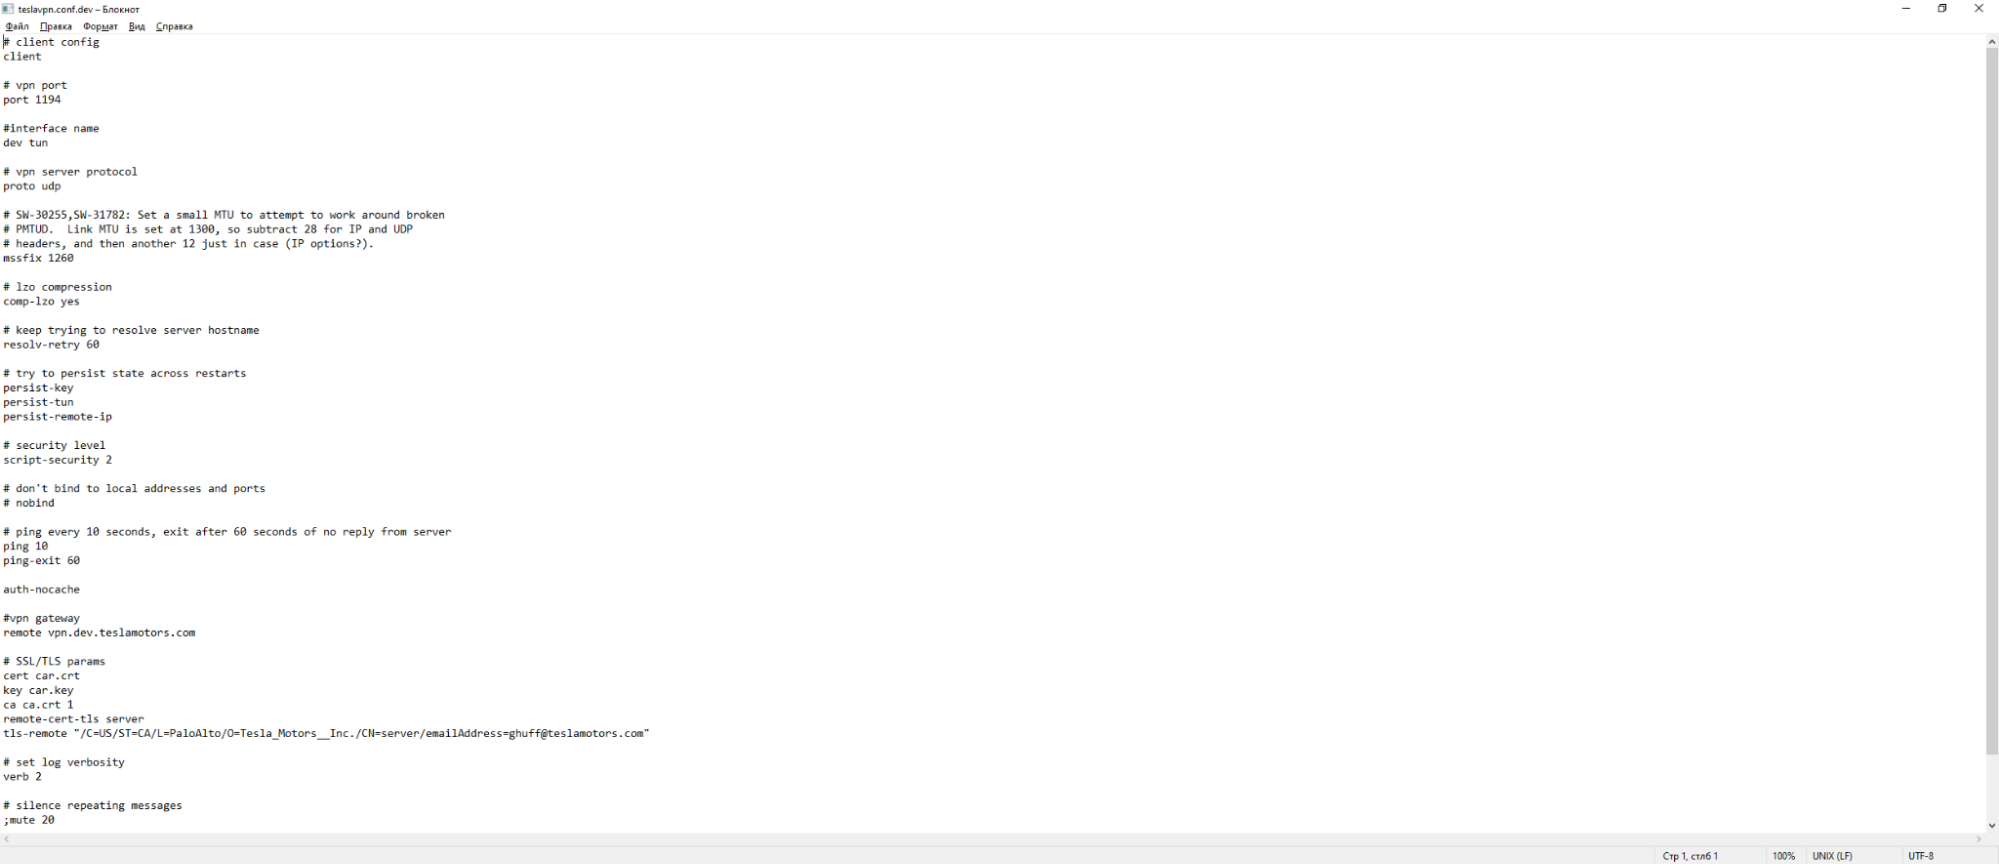 teslavpn.conf.dev – Блокнот
Файл Правка Формат Вид Справка
# client config
client
# vpn port
port 1194
#interface name
dev tun
# vpn server protocol
proto udp
# SW-30255,SW-31782: Set a small MTU to attempt to work around broken
# PMTUD.  Link MTU is set at 1300, so subtract 28 for IP and UDP
# headers, and then another 12 just in case (IP options?).
mssfix 1260
# lzo compression
comp-lzo yes
# keep trying to resolve server hostname
resolv-retry 60
# try to persist state across restarts
persist-key
persist-tun
persist-remote-ip
# security level
script-security 2
# don't bind to local addresses and ports
# nobind
# ping every 10 seconds, exit after 60 seconds of no reply from server
ping 10
ping-exit 60
auth-nocache
#vpn gateway
remote vpn.dev.teslamotors.com
# SSL/TLS params
cert car.crt
key car.key
ca ca.crt 1
remote-cert-tls server
tls-remote "/C=US/ST=CA/L=PaloAlto/O=Tesla_Motors__Inc./CN=server/emailAddress=ghuff@teslamotors.com"
# set log verbosity
verb 2
# silence repeating messages
;mute 20
Стр 1, стлб 1 100% UNIX (LF) UTF-8